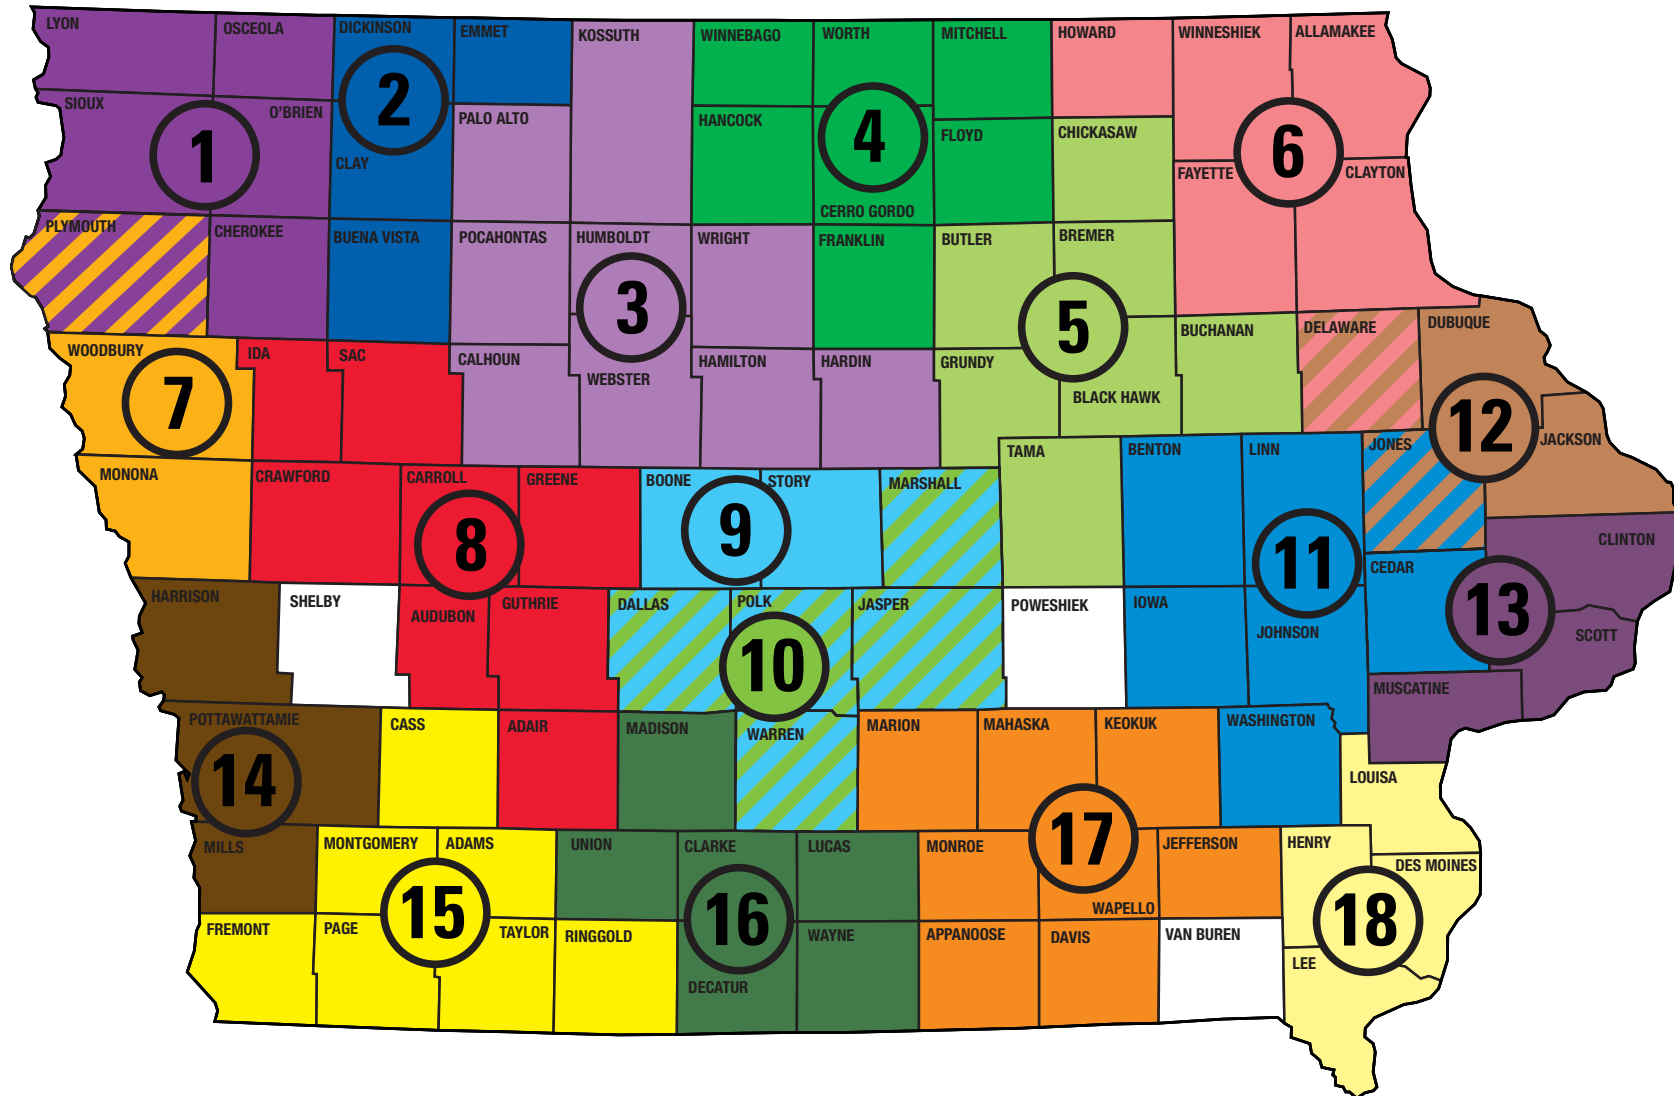 LYON
OSCEOLA
DICKINSON
EMMET
KOSSUTH
WINNEBAGO
WORTH
MITCHELL
HOWARD
WINNESHIEK
ALLAMAKEE
SIOUX
O'BRIEN
CLAY
PALO ALTO
HANCOCK
CERRO GORDO
FLOYD
CHICKASAW
FAYETTE
CLAYTON
1
2
4
6
PLYMOUTH
CHEROKEE
BUENA VISTA
POCAHONTAS
HUMBOLDT
WRIGHT
FRANKLIN
BUTLER
BREMER
3
5
WOODBURY
IDA
SAC
CALHOUN
WEBSTER
HAMILTON
HARDIN
GRUNDY
BLACK HAWK
BUCHANAN
DELAWARE
DUBUQUE
7
12
JACKSON
MONONA
CRAWFORD
CARROLL
GREENE
BOONE
STORY
MARSHALL
TAMA
BENTON
LINN
JONES
CLINTON
8
9
11
CEDAR
13
SCOTT
HARRISON
SHELBY
AUDUBON
GUTHRIE
DALLAS
POLK
JASPER
POWESHIEK
IOWA
JOHNSON
10
MUSCATINE
POTTAWATTAMIE
CASS
ADAIR
MADISON
WARREN
MARION
MAHASKA
KEOKUK
WASHINGTON
LOUISA
14
17
MILLS
MONTGOMERY
ADAMS
UNION
CLARKE
LUCAS
MONROE
WAPELLO
JEFFERSON
HENRY
DES MOINES
15
16
18
FREMONT
PAGE
TAYLOR
RINGGOLD
DECATUR
WAYNE
APPANOOSE
DAVIS
VAN BUREN
LEE